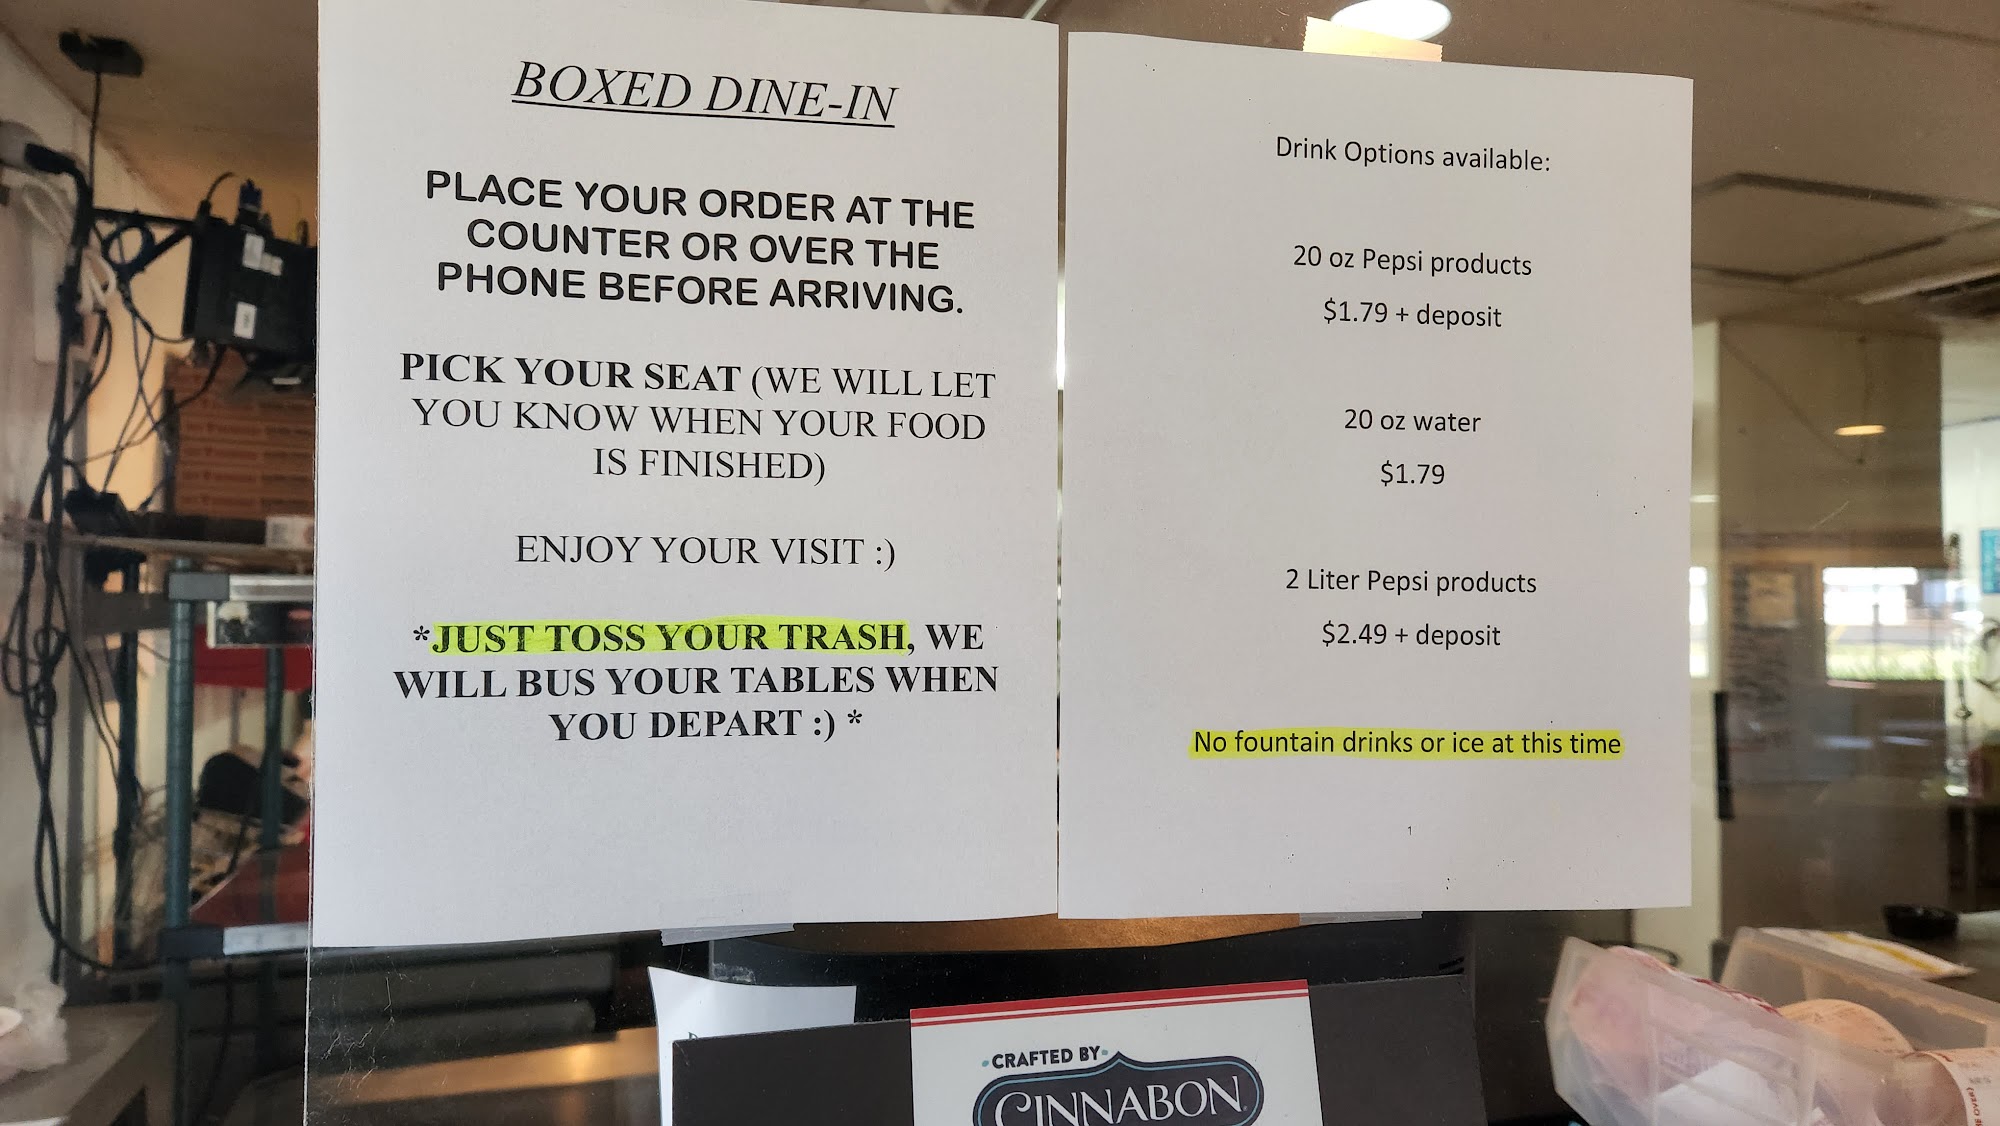 BOXED DINE-IN
PLACE YOUR ORDER AT THE
COUNTER OR OVER THE
PHONE BEFORE ARRIVING.
PICK YOUR SEAT (WE WILL LET
YOU KNOW WHEN YOUR FOOD
IS FINISHED)
ENJOY YOUR VISIT :)
*JUST TOSS YOUR TRASH, WE
WILL BUS YOUR TABLES WHEN
YOU DEPART :) *
Drink Options available:
20 oz Pepsi products
$1.79 + deposit
20 oz water
$1.79
2 Liter Pepsi products
$2.49 + deposit
No fountain drinks or ice at this time
1
CRAFTED BY
CINNABON